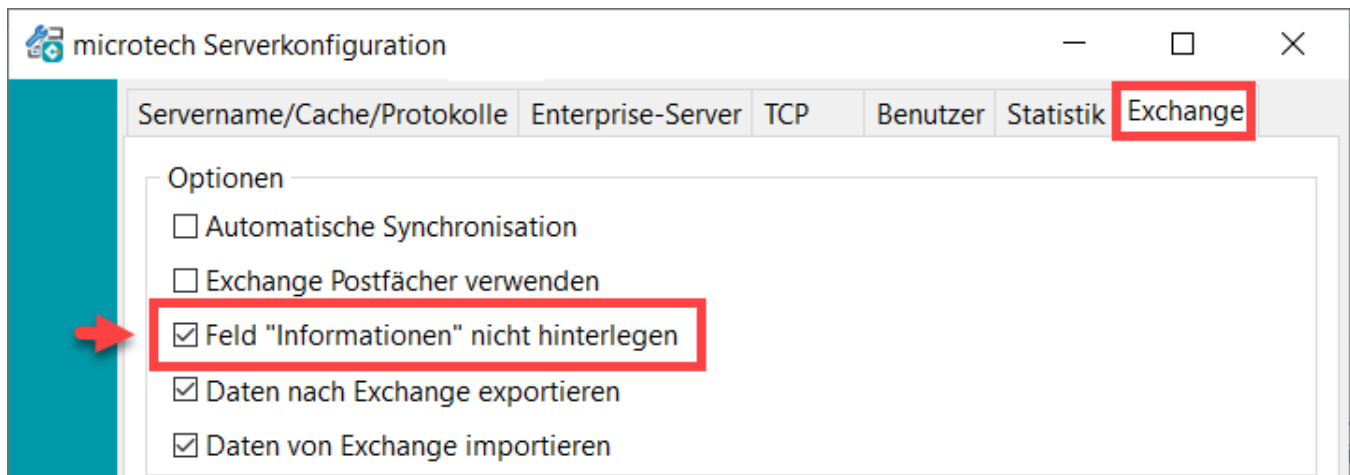 microtech Serverkonfiguration
Servername/Cache/Protokolle Enterprise-Server TCP Benutzer Statistik Exchange
Optionen
Automatische Synchronisation
Exchange Postfächer verwenden
Feld "Informationen" nicht hinterlegen
Daten nach Exchange exportieren
Daten von Exchange importieren